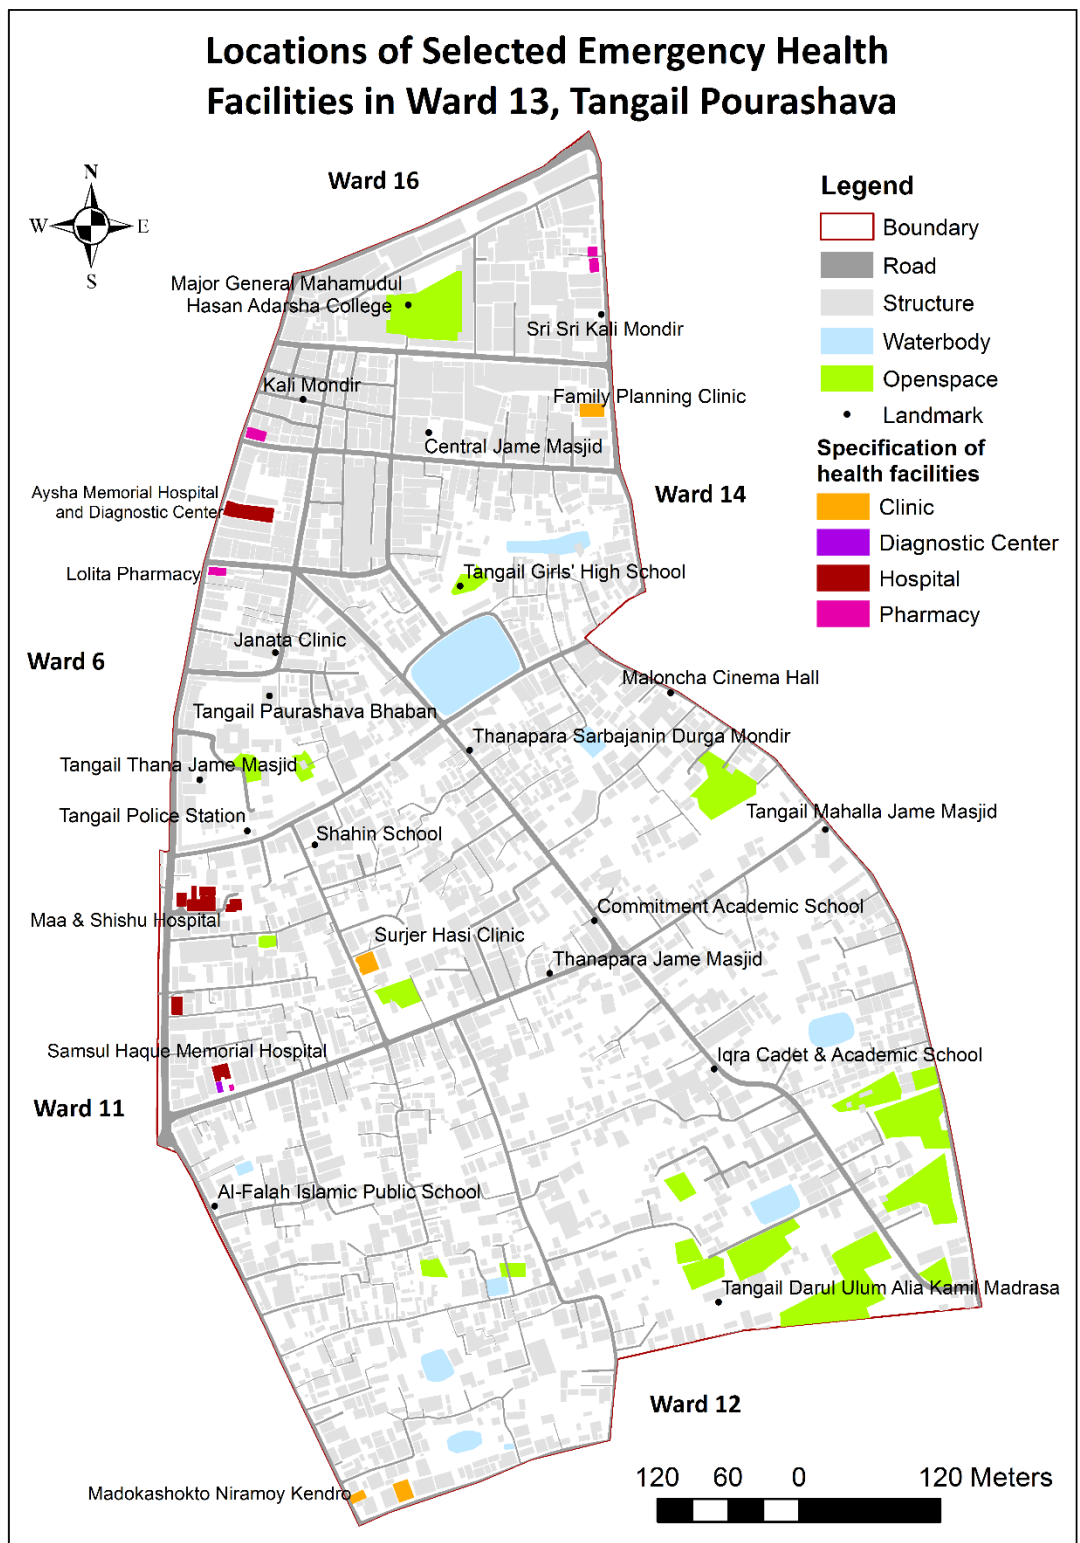 Locations of Selected Emergency Health
Facilities in Ward 13, Tangail Pourashava
N
W
E
S
Ward 16
Legend
Boundary
Road
Structure
Waterbody
Openspace
Landmark
Specification of
health facilities
Clinic
Diagnostic Center
Hospital
Pharmacy
Major General Mahamudul
Hasan Adarsha College
Sri Sri Kali Mondir
Kali Mondir
Family Planning Clinic
Central Jame Masjid
Aysha Memorial Hospital
and Diagnostic Center
Ward 14
Lolita Pharmacy
Tangail Girls' High School
Janata Clinic
Ward 6
Maloncha Cinema Hall
Tangail Paurashava Bhaban
Thanapara Sarbajanin Durga Mondir
Tangail Thana Jame Masjid
Tangail Police Station
Tangail Mahalla Jame Masjid
Shahin School
Maa & Shishu Hospital
Commitment Academic School
Surjer Hasi Clinic
Thanapara Jame Masjid
Samsul Haque Memorial Hospital
Iqra Cadet & Academic School
Ward 11
Al-Falah Islamic Public School
Tangail Darul Ulum Alia Kamil Madrasa
Ward 12
Madokashokto Niramoy Kendro
120 60 0 120 Meters